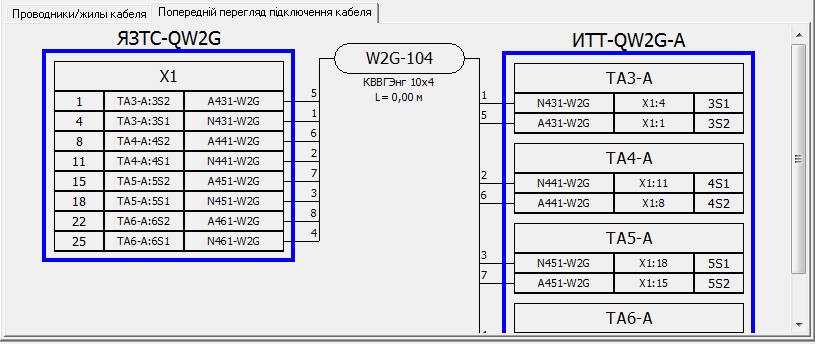 Проводники/жилы кабеля
Попередній перегляд підключення кабеля
ЯЗТС-QW2G
X1
1 TA3-A:3S2 A431-W2G 5
4 TA3-A:3S1 N431-W2G 1
8 TA4-A:4S2 A441-W2G 6
11 TA4-A:4S1 N441-W2G 2
15 TA5-A:5S2 A451-W2G 7
18 TA5-A:5S1 N451-W2G 3
22 TA6-A:6S2 A461-W2G 8
25 TA6-A:6S1 N461-W2G 4
W2G-104
КВВГЭнг 10x4
L= 0,00 м
ИТТ-QW2G-A
TA3-A
1 N431-W2G X1:4 3S1
5 A431-W2G X1:1 3S2
TA4-A
2 N441-W2G X1:11 4S1
6 A441-W2G X1:8 4S2
TA5-A
3 N451-W2G X1:18 5S1
7 A451-W2G X1:15 5S2
TA6-A